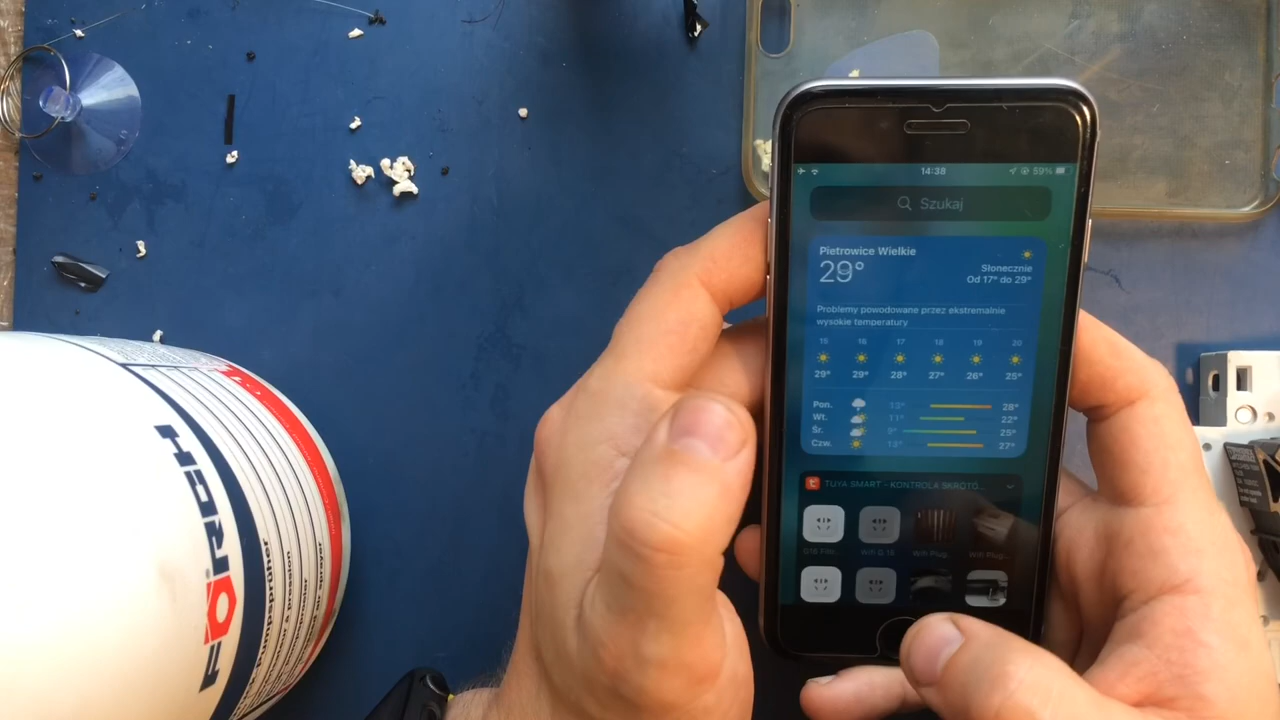 14:38
59%
Szukaj
Pietrowice Wielkie
29°
Słonecznie
Od 17° do 29°
Problemy powodowane przez ekstremalnie
wysokie temperatury
15 16 17 18 19 20
29° 29° 28° 27° 26° 25°
Pon. 13° 28°
Wt. 11° 22°
Śr. 9° 25°
Czw. 13° 27°
TUYA SMART - KONTROLA SKRÓTO...
Wifi Plug... Wifi Plug...
FÖRCH